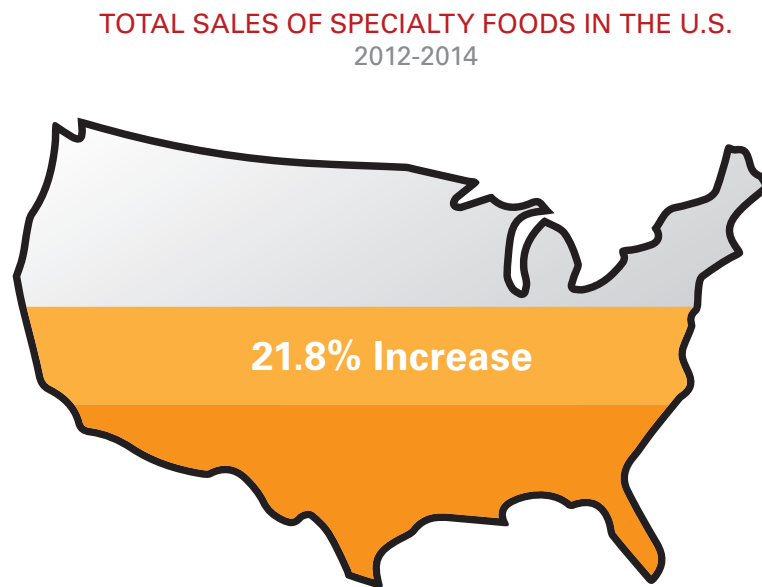 TOTAL SALES OF SPECIALTY FOODS IN THE U.S.
2012-2014
21.8% Increase